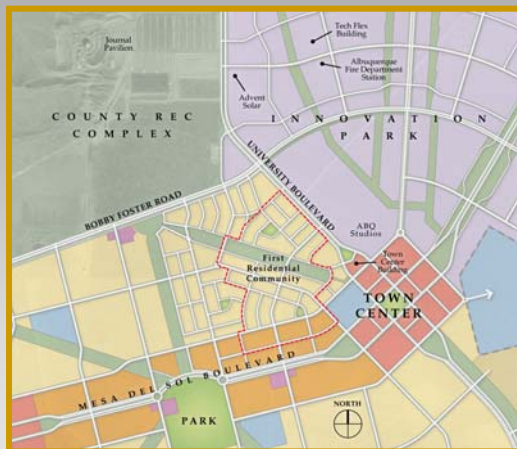 Journal
Pavilion
Tech Flex
Building
Albuquerque
Fire Department
Station
Advent
Solar
COUNTY REC
COMPLEX
INNOVATION
PARK
UNIVERSITY BOULEVARD
BOBBY FOSTER ROAD
ABQ
Studios
First
Residential
Community
Town
Center
Building
TOWN
CENTER
MESA DEL SOL BOULEVARD
PARK
NORTH